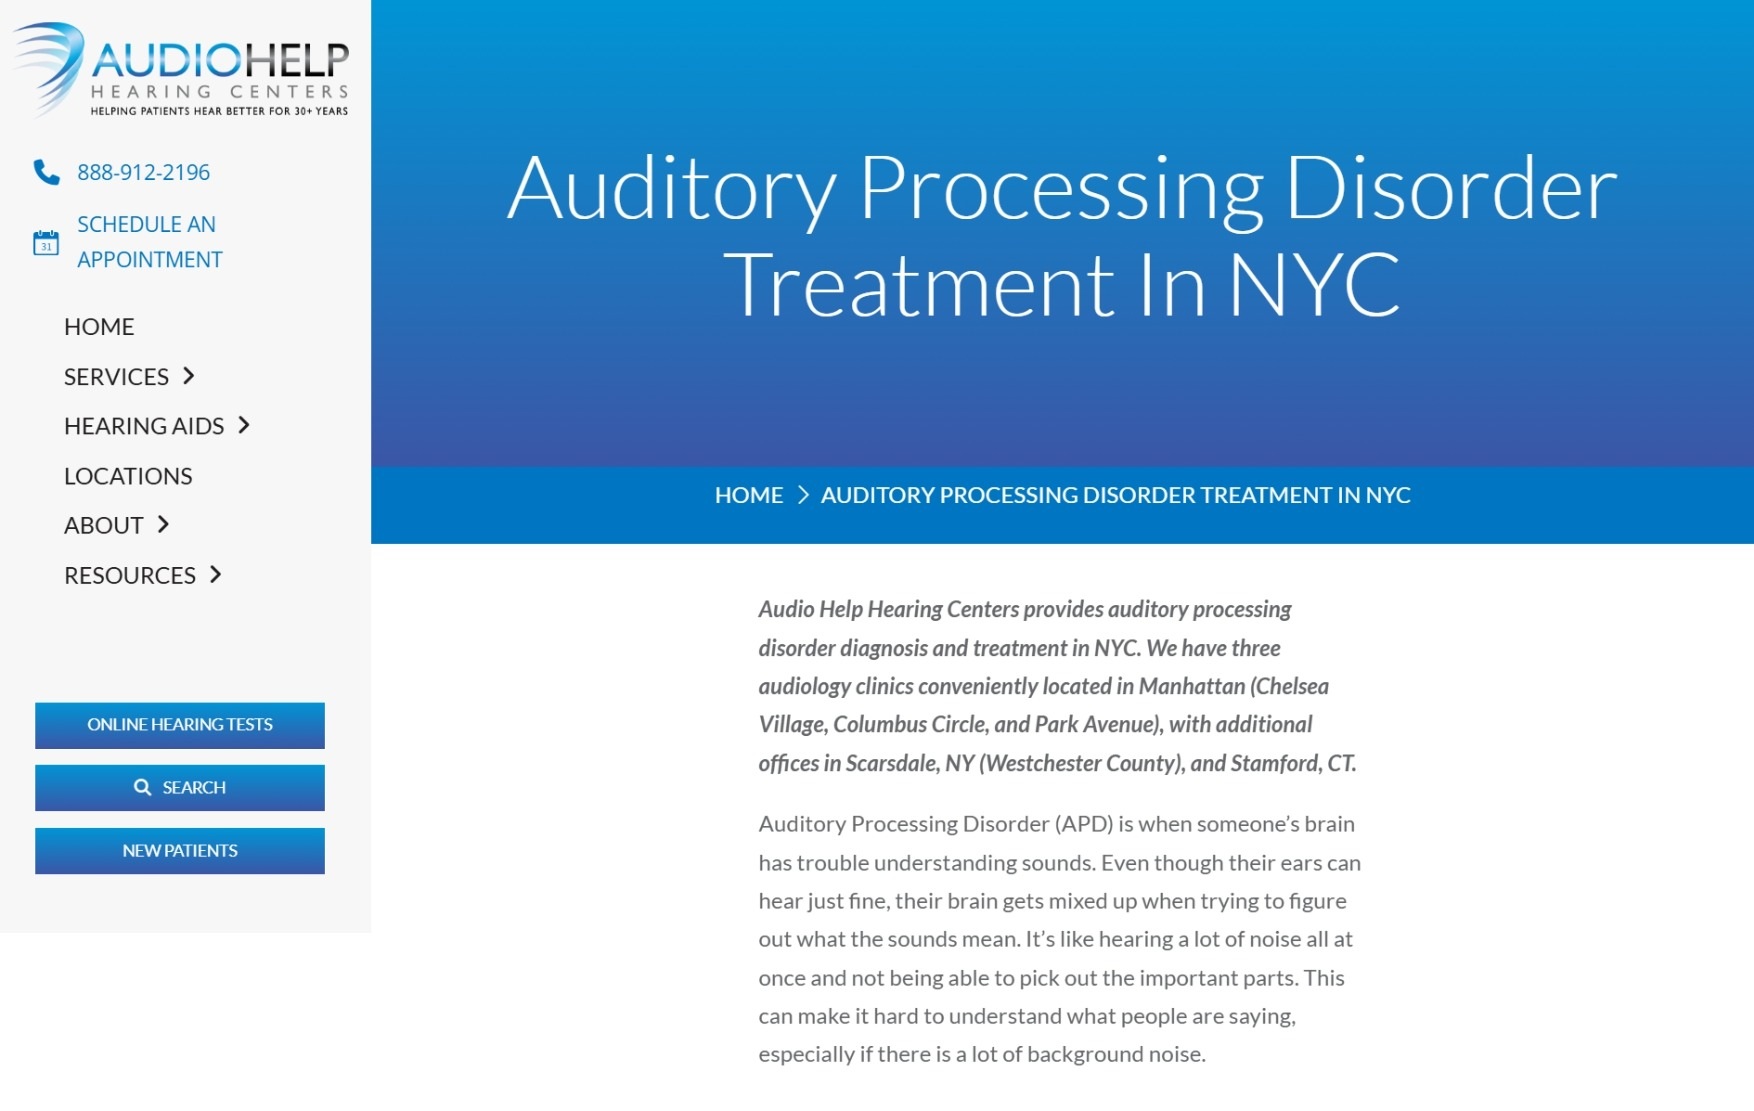 AUDIOHELP
HEARING CENTERS
HELPING PATIENTS HEAR BETTER FOR 30+ YEARS
888-912-2196
31
SCHEDULE AN
APPOINTMENT
HOME
SERVICES
HEARING AIDS
LOCATIONS
ABOUT
RESOURCES
ONLINE HEARING TESTS
SEARCH
NEW PATIENTS
Auditory Processing Disorder
Treatment In NYC
HOME > AUDITORY PROCESSING DISORDER TREATMENT IN NYC
Audio Help Hearing Centers provides auditory processing
disorder diagnosis and treatment in NYC. We have three
audiology clinics conveniently located in Manhattan (Chelsea
Village, Columbus Circle, and Park Avenue), with additional
offices in Scarsdale, NY (Westchester County), and Stamford, CT.
Auditory Processing Disorder (APD) is when someone’s brain
has trouble understanding sounds. Even though their ears can
hear just fine, their brain gets mixed up when trying to figure
out what the sounds mean. It’s like hearing a lot of noise all at
once and not being able to pick out the important parts. This
can make it hard to understand what people are saying,
especially if there is a lot of background noise.